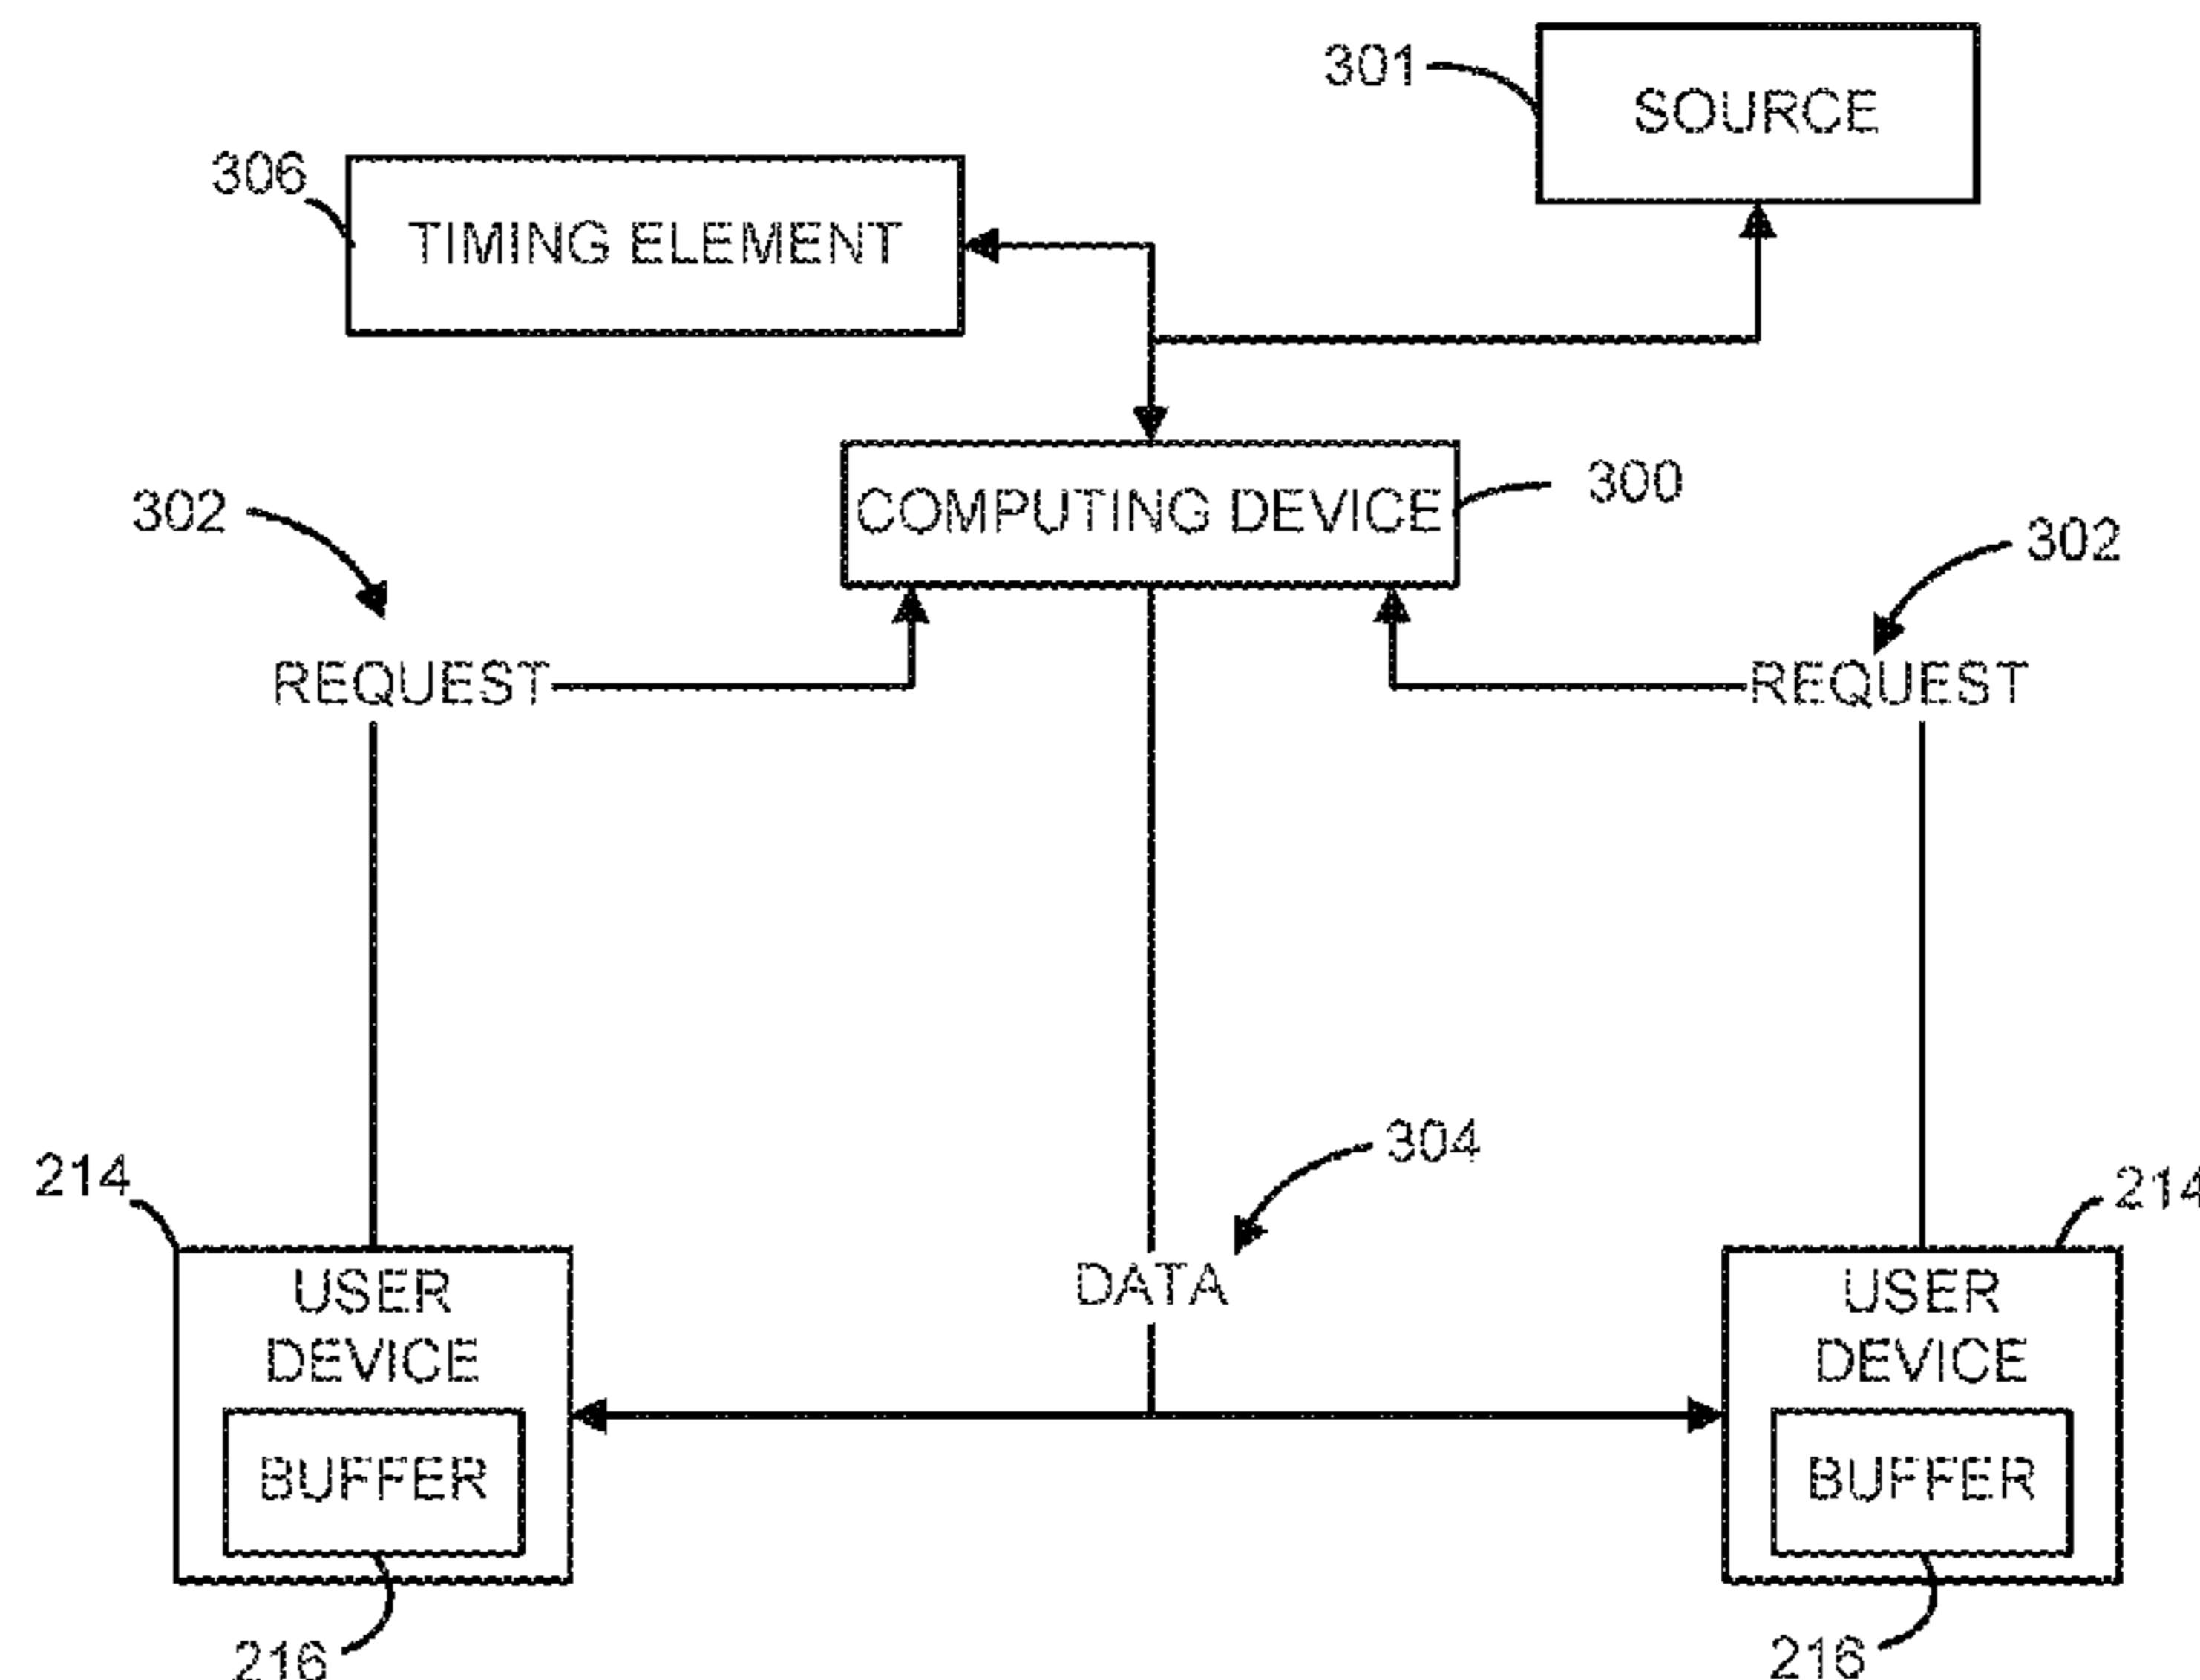 301
SOURCE
306
TIMING ELEMENT
COMPUTING DEVICE
300
302
302
REQUEST
REQUEST
304
214
214
DATA
USER
DEVICE
BUFFER
216
USER
DEVICE
BUFFER
216